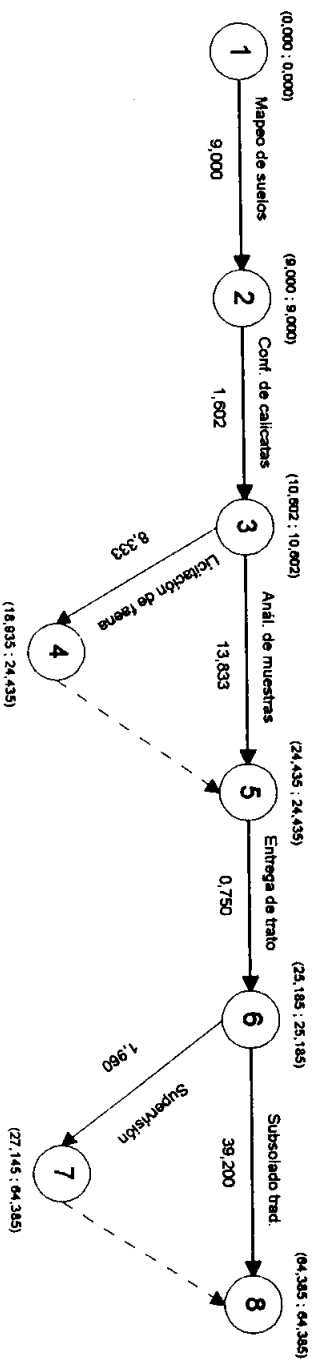 (0,000 ; 0,000)
1
Mapeo de suelos
9,000
(9,000 ; 9,000)
2
Conf. de calicatas
1,602
(10,602 ; 10,602)
3
Anál. de muestras
13,833
8,333
Licitación de faena
4
(18,935 ; 24,435)
(24,435 ; 24,435)
5
Entrega de trato
0,750
(25,185 ; 25,185)
6
Subsolado trad.
39,200
1,960
Supervisión
7
(27,145 ; 64,385)
(64,385 ; 64,385)
8